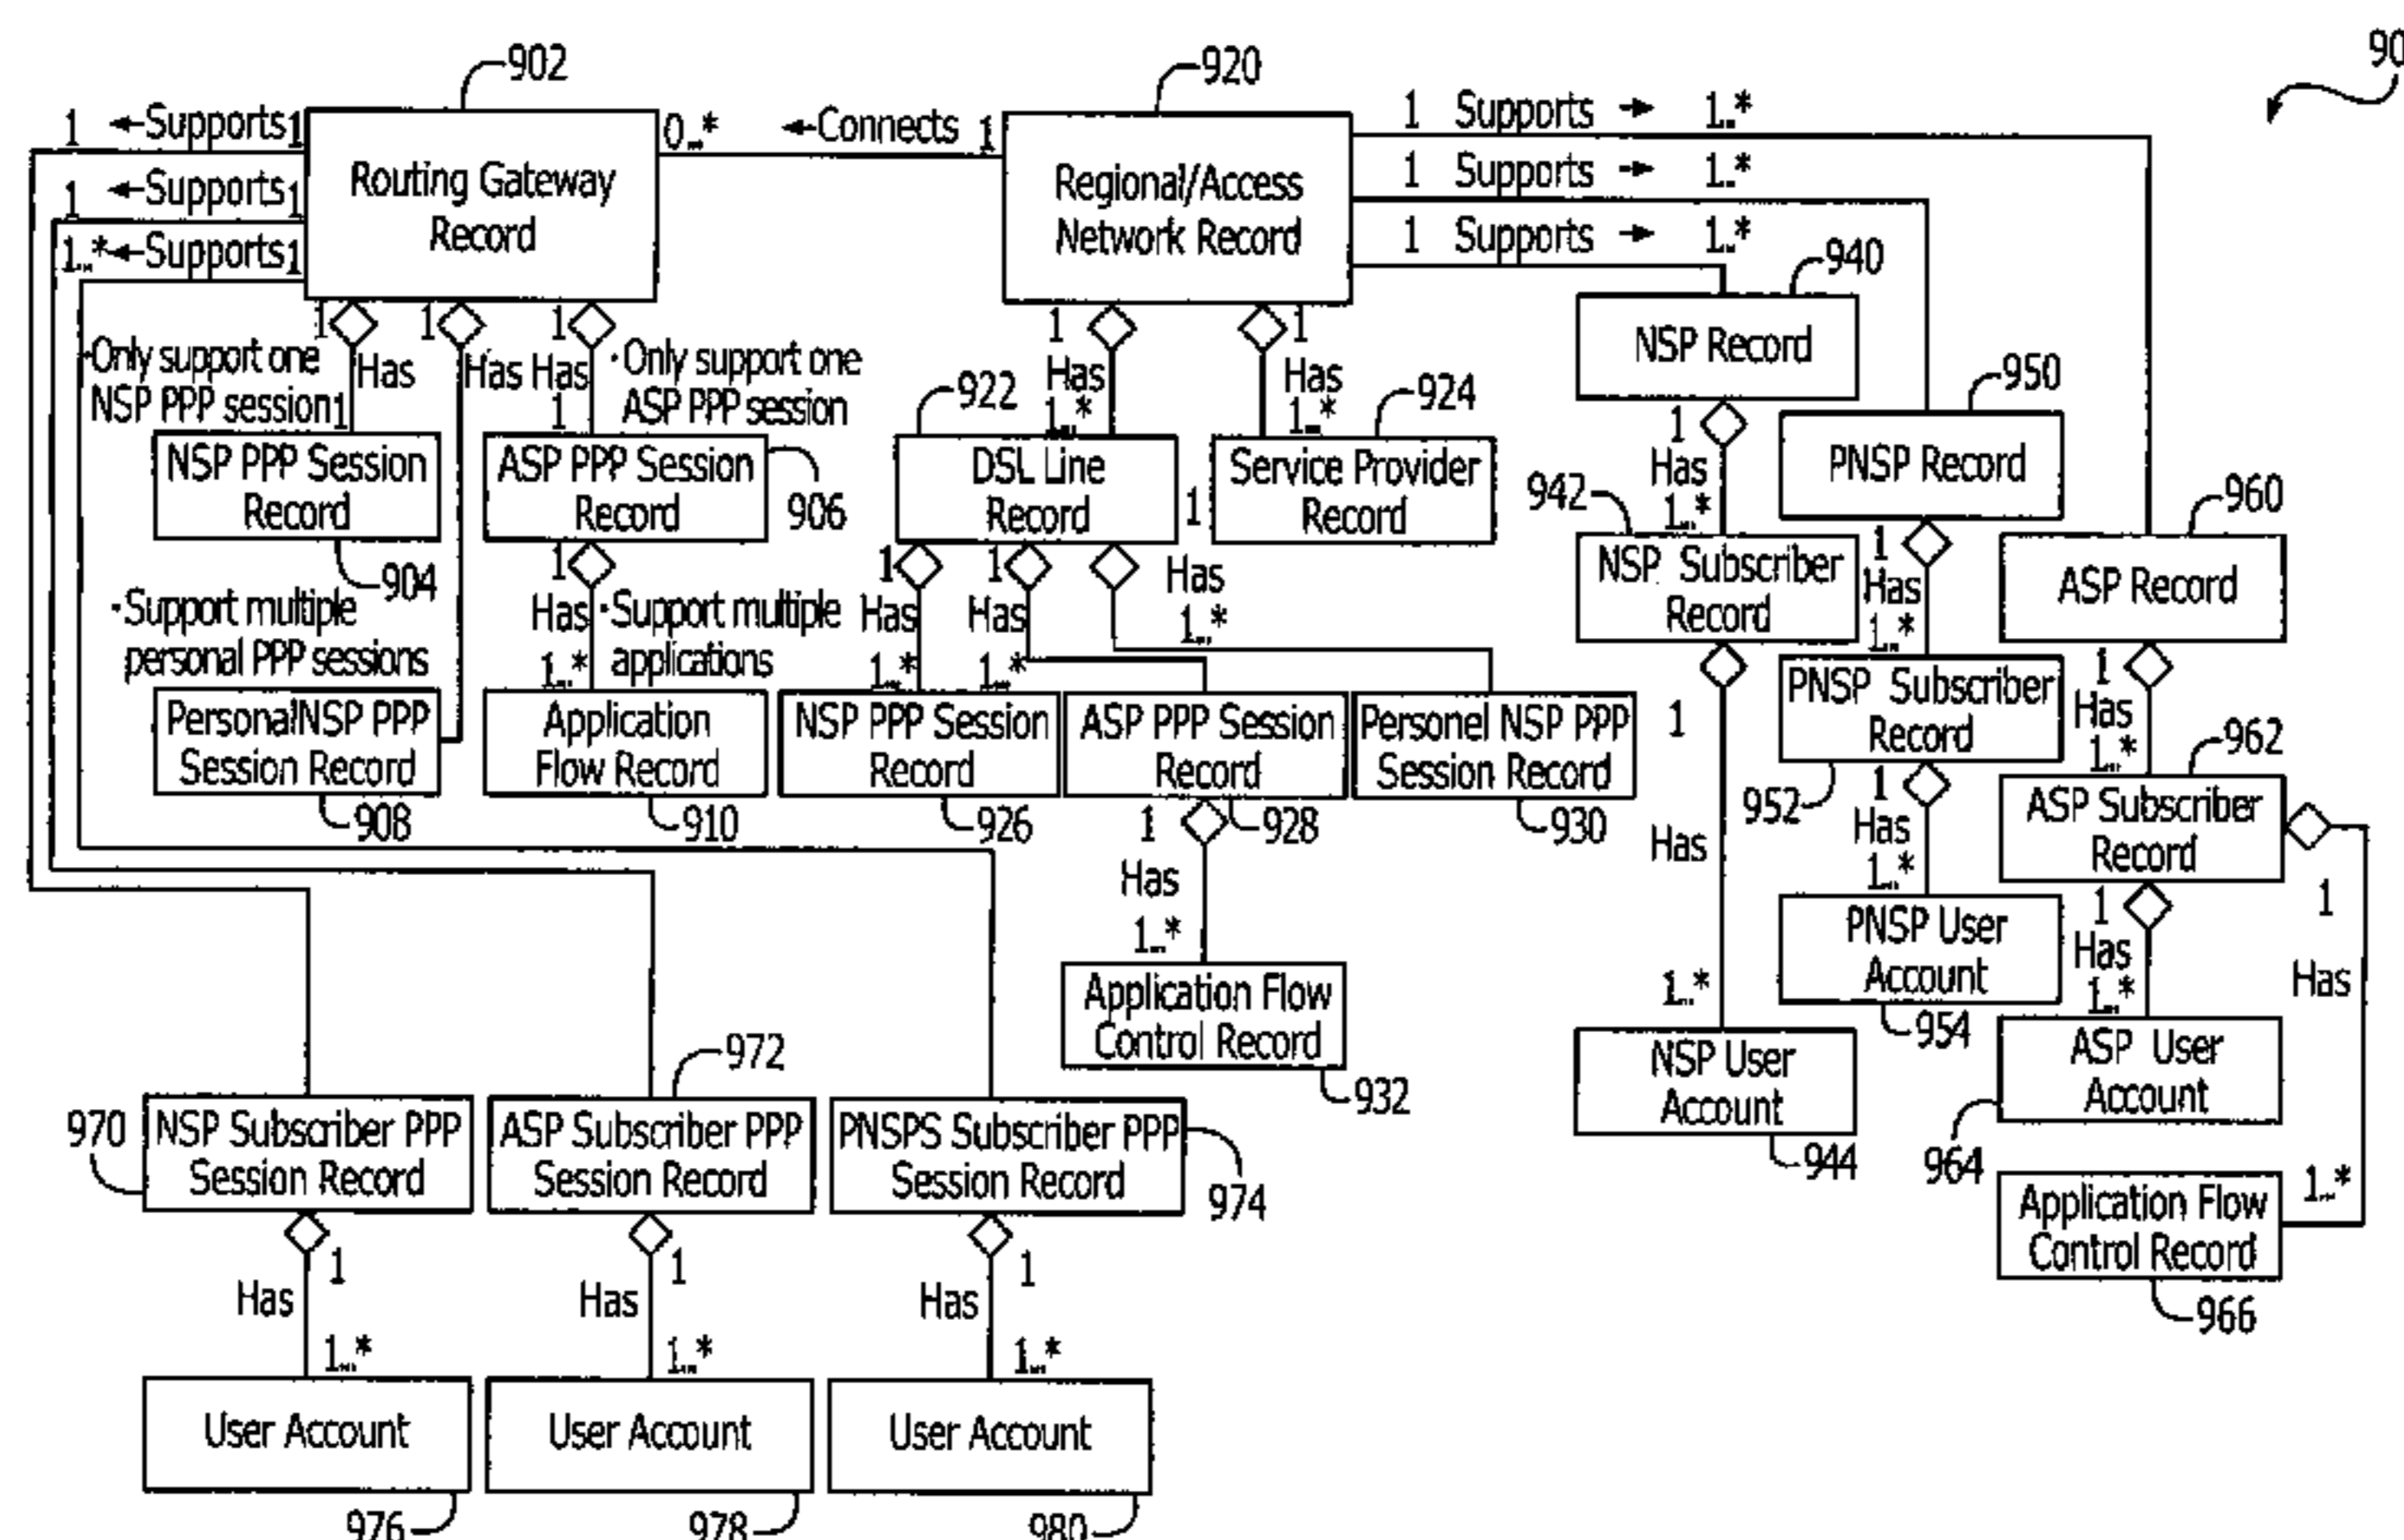 902
920
90
1 Supports 1
0..* Connects 1
1 Supports 1..*
1 Supports 1
1 Supports 1..*
1..* Supports 1
1 Supports 1..*
Routing Gateway
Record
Regional/Access
Network Record
940
NSP Record
1
1
1
1
1
·Only support one
NSP PPP session
Has
1
Has
Has
1
·Only support one
ASP PPP session
Has
1..*
Has
1..*
922
924
950
1
Has
1..*
NSP PPP Session
Record
904
ASP PPP Session
Record
906
DSL Line
Record
Service Provider
Record
PNSP Record
942
960
NSP Subscriber
Record
1
Has
1..*
ASP Record
·Support multiple
personal PPP sessions
1
Has
1..*
·Support multiple
applications
1
Has
1..*
1
Has
1..*
1
Has
1..*
PersonalNSP PPP
Session Record
908
Application
Flow Record
910
NSP PPP Session
Record
926
ASP PPP Session
Record
928
Personel NSP PPP
Session Record
930
1
Has
1..*
PNSP Subscriber
Record
952
1
Has
1..*
962
ASP Subscriber
Record
1
Has
1..*
1
Has
1..*
Application Flow
Control Record
932
NSP User
Account
944
PNSP User
Account
954
1
Has
1..*
ASP User
Account
964
1
Has
1..*
Application Flow
Control Record
966
970
NSP Subscriber PPP
Session Record
972
ASP Subscriber PPP
Session Record
PNSPS Subscriber PPP
Session Record
974
1
Has
1..*
1
Has
1..*
1
Has
1..*
User Account
User Account
User Account
976
978
980